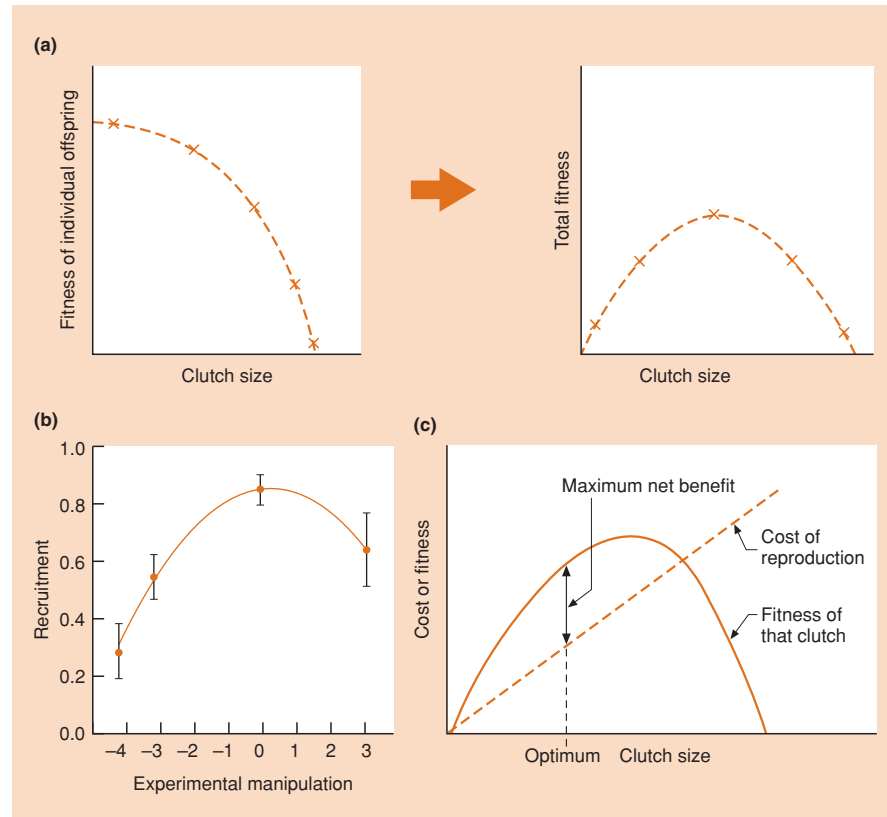 (a)
Fitness of individual offspring
Clutch size
Total fitness
Clutch size
(b)
Recruitment
1.0
0.8
0.6
0.4
0.2
0.0
–4 –3 –2 –1 0 1 2 3
Experimental manipulation
(c)
Cost or fitness
Maximum net benefit
Cost of
reproduction
Fitness of
that clutch
Optimum Clutch size